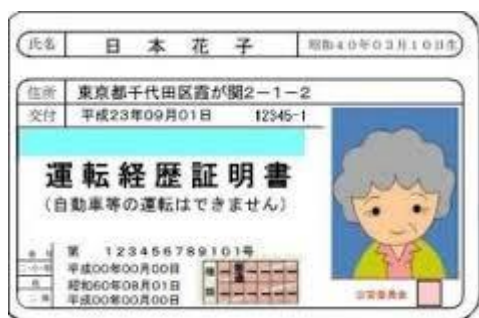 氏名 日本花子 昭和40年03月10日生
住所 東京都千代田区霞が関2-1-2
交付 平成23年09月01日 12345-1
運転経歴証明書
(自動車等の運転はできません)
第 123456789101号
平成00年00月00日
昭和60年08月01日
平成00年00月00日
公安委員会